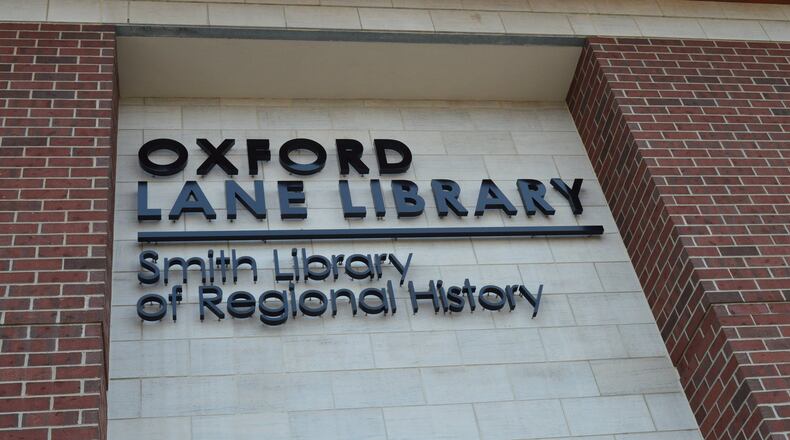 OXFORD
LANE LIBRARY
Smith Library
of Regional History